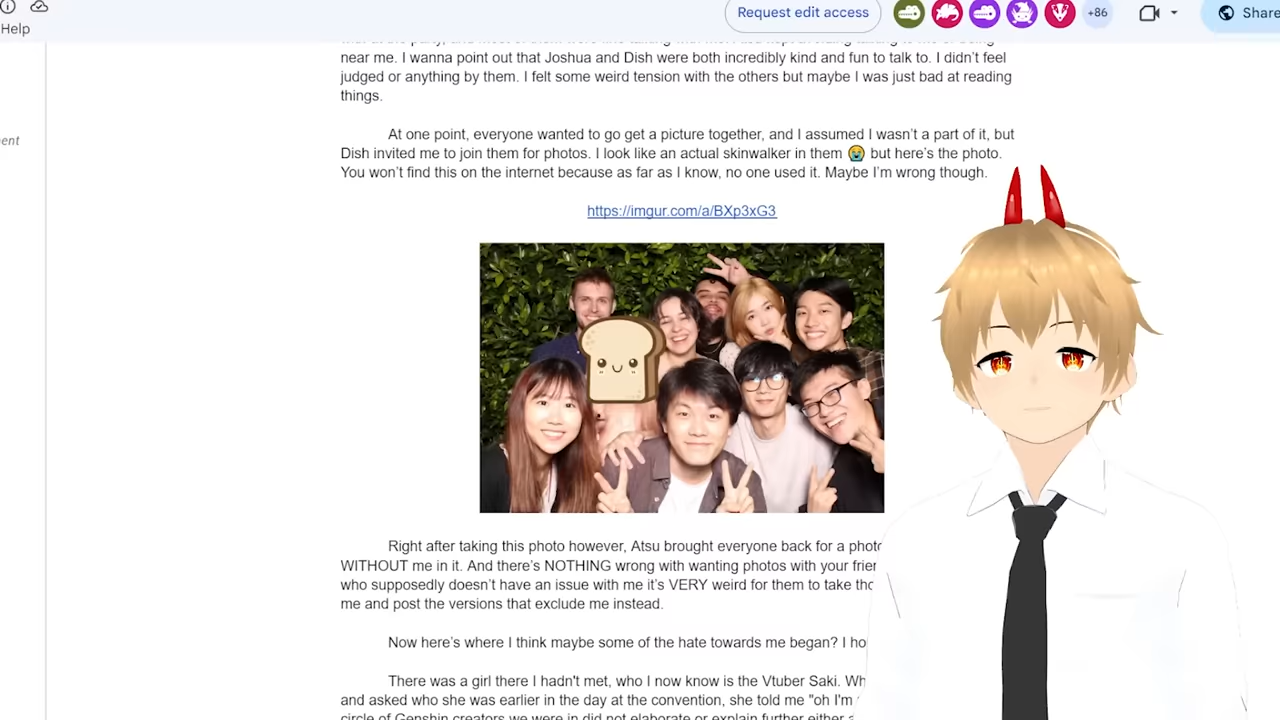 Request edit access
+86
Share
Help
near me. I wanna point out that Joshua and Dish were both incredibly kind and fun to talk to. I didn't feel
judged or anything by them. I felt some weird tension with the others but maybe I was just bad at reading
things.
ent
At one point, everyone wanted to go get a picture together, and I assumed I wasn't a part of it, but
Dish invited me to join them for photos. I look like an actual skinwalker in them 😭 but here's the photo.
You won't find this on the internet because as far as I know, no one used it. Maybe I'm wrong though.
https://imgur.com/a/BXp3xG3
Right after taking this photo however, Atsu brought everyone back for a photo
WITHOUT me in it. And there's NOTHING wrong with wanting photos with your frien
who supposedly doesn't have an issue with me it's VERY weird for them to take tho
me and post the versions that exclude me instead.
Now here's where I think maybe some of the hate towards me began? I ho
There was a girl there I hadn't met, who I now know is the Vtuber Saki. Wh
and asked who she was earlier in the day at the convention, she told me "oh I'm
circle of Genshin creators we were in did not elaborate or explain further either